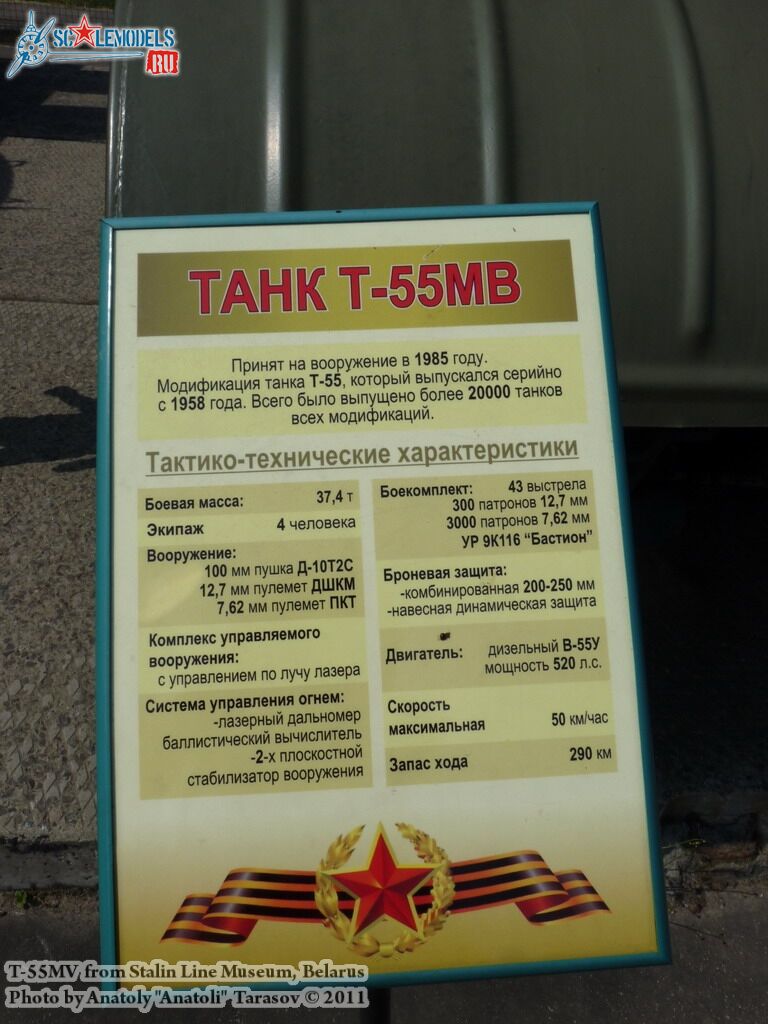 SCALEMODELS
RU
ТАНК Т-55МВ
Принят на вооружение в 1985 году.
Модификация танка Т-55, который выпускался серийно
с 1958 года. Всего было выпущено более 20000 танков
всех модификаций.
Тактико-технические характеристики
Боевая масса: 37,4 т
Экипаж 4 человека
Вооружение:
100 мм пушка Д-10Т2С
12,7 мм пулемет ДШКМ
7,62 мм пулемет ПКТ
Комплекс управляемого
вооружения:
с управлением по лучу лазера
Система управления огнем:
-лазерный дальномер
баллистический вычислитель
-2-х плоскостной
стабилизатор вооружения
Боекомплект: 43 выстрела
300 патронов 12,7 мм
3000 патронов 7,62 мм
УР 9К116 “Бастион”
Броневая защита:
-комбинированная 200-250 мм
-навесная динамическая защита
Двигатель: дизельный В-55У
мощность 520 л.с.
Скорость
максимальная 50 км/час
Запас хода 290 км
T-55MV from Stalin Line Museum, Belarus
Photo by Anatoly "Anatoli" Tarasov © 2011